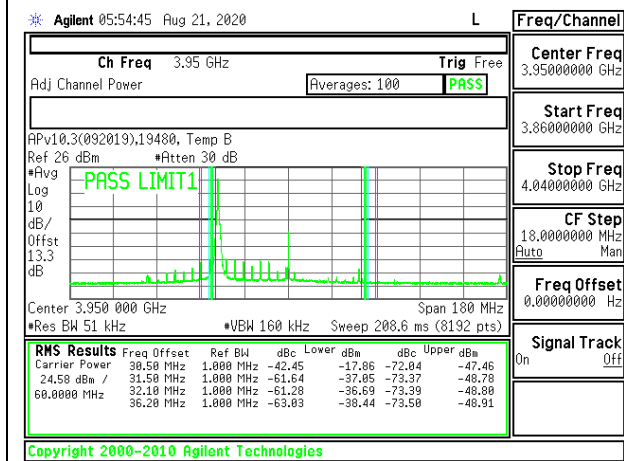 Agilent 05:54:45 Aug 21, 2020 L
Freq/Channel
Ch Freq 3.95 GHz Trig Free
Adj Channel Power Averages: 100 PASS
APv10.3(092019),19480, Temp B
Ref 26 dBm #Atten 30 dB
#Avg
Log
10
dB/
Offst
13.3
dB
PASS LIMIT1
Center 3.950 000 GHz Span 180 MHz
#Res BW 51 kHz #VBW 160 kHz Sweep 208.6 ms (8192 pts)
RMS Results Freq Offset Ref BW dBc Lower dBm dBc Upper dBm
Carrier Power 30.50 MHz 1.000 MHz -42.45 -17.86 -72.04 -47.46
24.58 dBm / 31.50 MHz 1.000 MHz -61.64 -37.05 -73.37 -48.78
60.0000 MHz 32.10 MHz 1.000 MHz -61.28 -36.69 -73.39 -48.80
36.20 MHz 1.000 MHz -63.03 -38.44 -73.50 -48.91
Copyright 2000-2010 Agilent Technologies
Center Freq
3.95000000 GHz
Start Freq
3.86000000 GHz
Stop Freq
4.04000000 GHz
CF Step
18.0000000 MHz
Auto Man
Freq Offset
0.00000000 Hz
Signal Track
On Off